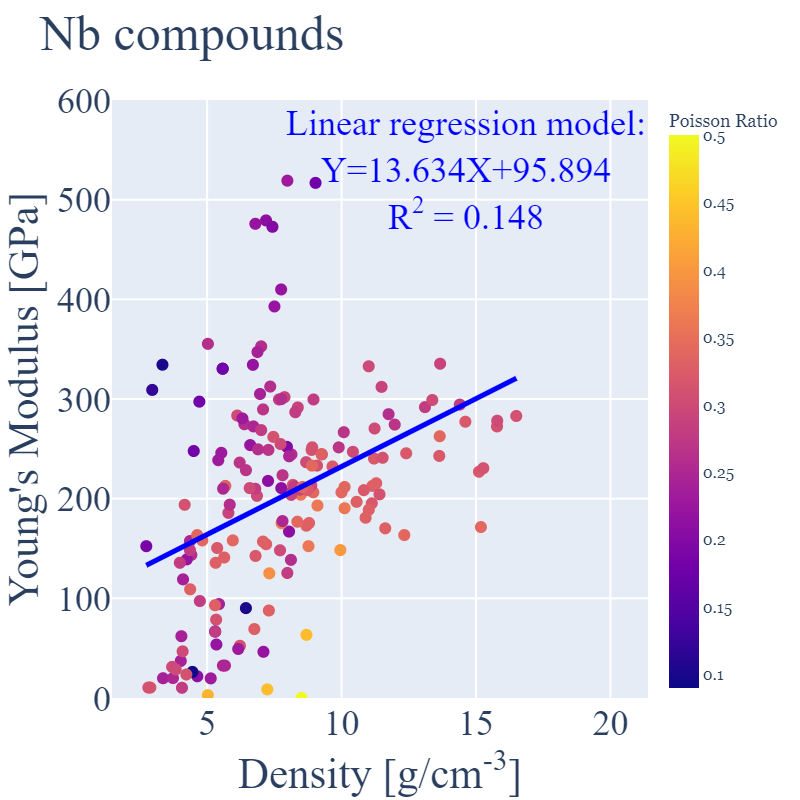 Nb compounds
Linear regression model:
Y=13.634X+95.894
R² = 0.148
Young's Modulus [GPa]
600
500
400
300
200
100
0
5
10
15
20
Density [g/cm⁻³]
Poisson Ratio
0.5
0.45
0.4
0.35
0.3
0.25
0.2
0.15
0.1